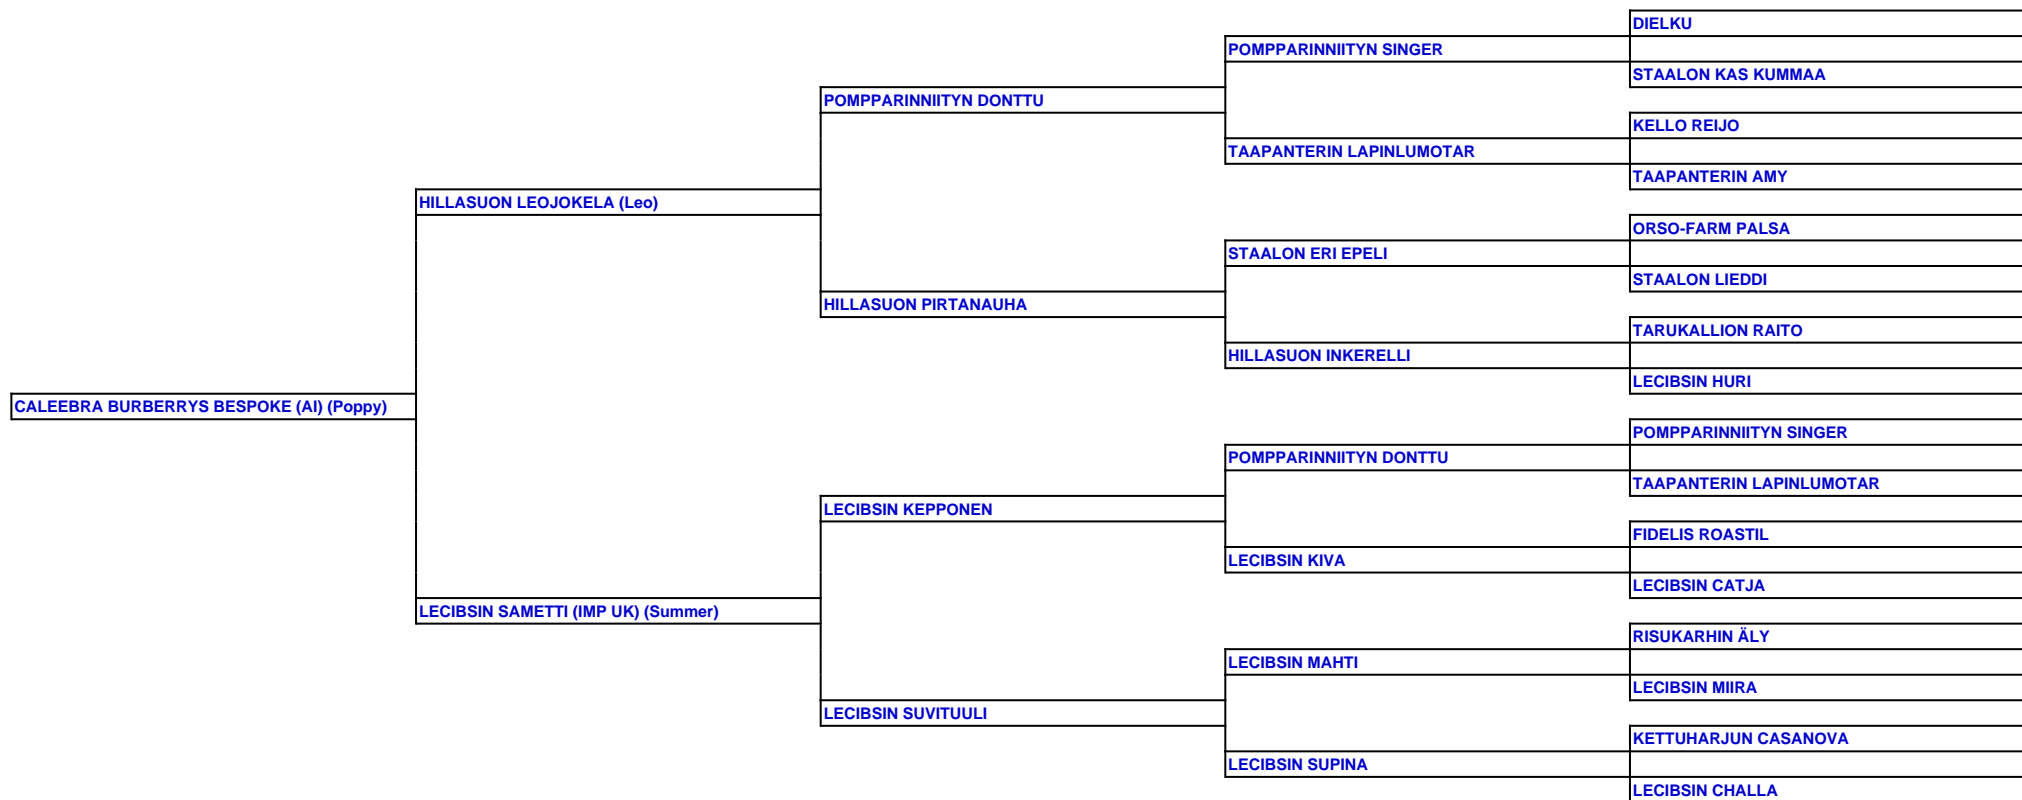 DIELKU
POMPPARINNIITYN SINGER
STAALON KAS KUMMAA
POMPPARINNIITYN DONTTU
KELLO REIJO
TAAPANTERIN LAPINLUMOTAR
TAAPANTERIN AMY
HILLASUON LEOJOKELA (Leo)
ORSO-FARM PALSA
STAALON ERI EPELI
STAALON LIEDDI
HILLASUON PIRTANAUHA
TARUKALLION RAITO
HILLASUON INKERELLI
LECIBSIN HURI
CALEEBRA BURBERRYS BESPOKE (AI) (Poppy)
POMPPARINNIITYN SINGER
POMPPARINNIITYN DONTTU
TAAPANTERIN LAPINLUMOTAR
LECIBSIN KEPPONEN
FIDELIS ROASTIL
LECIBSIN KIVA
LECIBSIN CATJA
LECIBSIN SAMETTI (IMP UK) (Summer)
RISUKARHIN ÄLY
LECIBSIN MAHTI
LECIBSIN MIIRA
LECIBSIN SUVITUULI
KETTUHARJUN CASANOVA
LECIBSIN SUPINA
LECIBSIN CHALLA